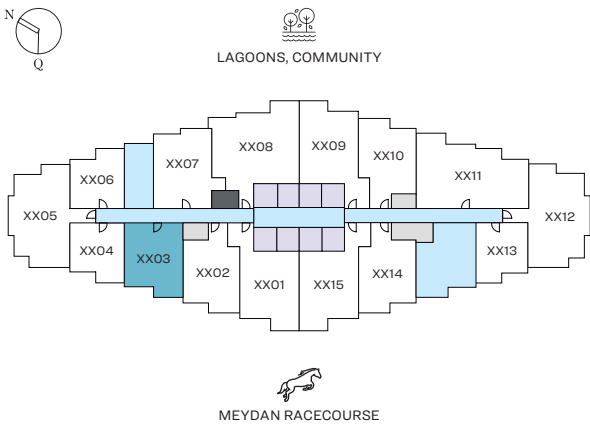 N
Q
LAGOONS, COMMUNITY
XX08
XX09
XX07
XX10
XX06
XX11
XX05
XX12
XX04
XX03
XX02
XX01
XX15
XX14
XX13
MEYDAN RACECOURSE